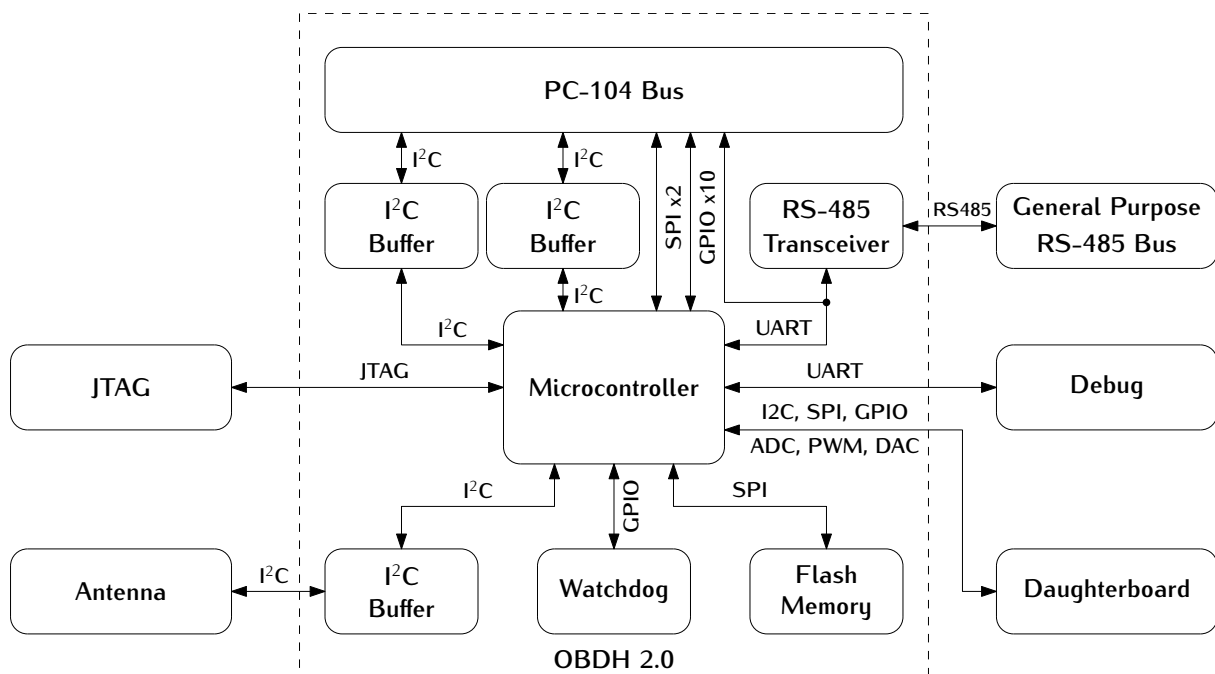 PC-104 Bus
I²C
I²C
SPI x2
GPIO x10
I²C
Buffer
I²C
Buffer
RS-485
Transceiver
RS485
General Purpose
RS-485 Bus
I²C
I²C
UART
JTAG
JTAG
Microcontroller
UART
Debug
I2C, SPI, GPIO
ADC, PWM, DAC
I²C
GPIO
SPI
Antenna
I²C
I²C
Buffer
Watchdog
Flash
Memory
Daughterboard
OBDH 2.0